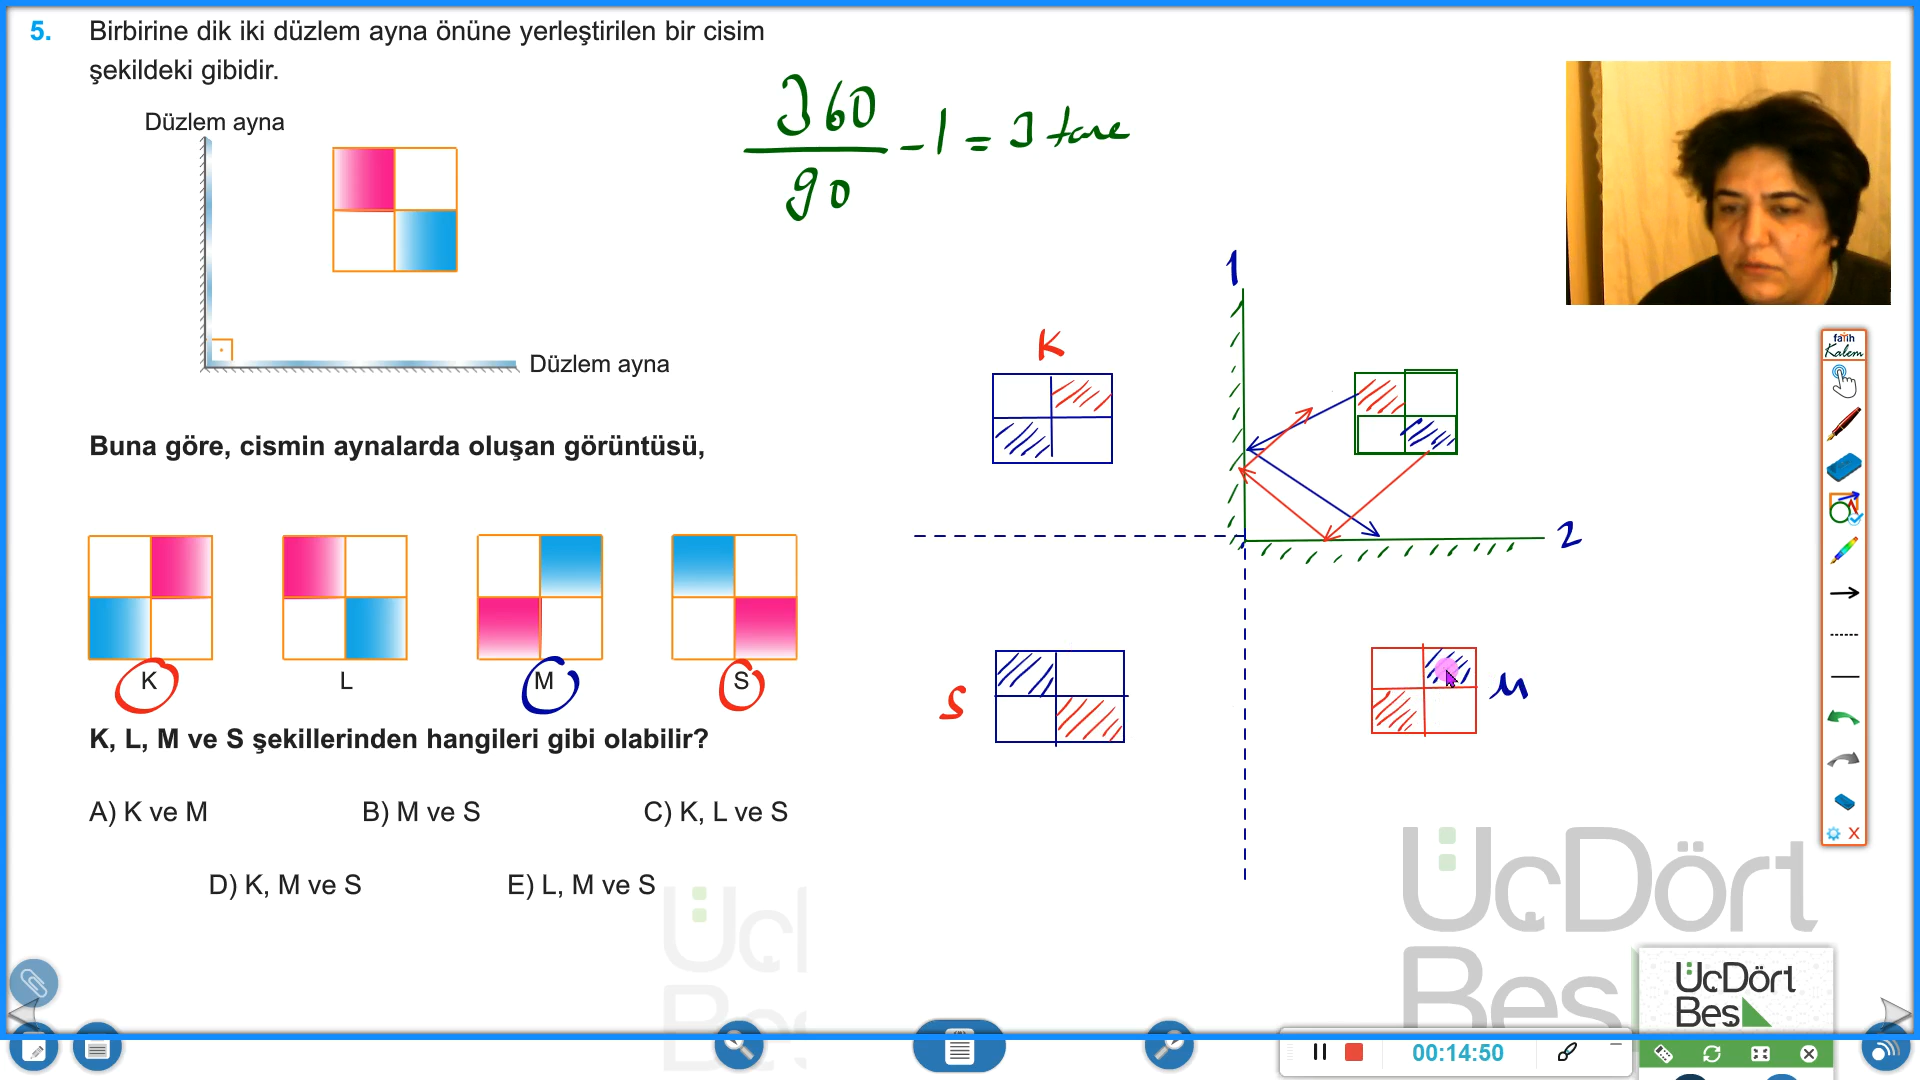 5. Birbirine dik iki düzlem ayna önüne yerleştirilen bir cisim
şekildeki gibidir.
Düzlem ayna
Düzlem ayna
360
90
-1 = 3 tane
Buna göre, cismin aynalarda oluşan görüntüsü,
K L M S
K, L, M ve S şekillerinden hangileri gibi olabilir?
A) K ve M B) M ve S C) K, L ve S
D) K, M ve S E) L, M ve S
1
K
2
S
M
fatih
Kalem
ÜçDört
Beş
ÜçDört
Beş
00:14:50